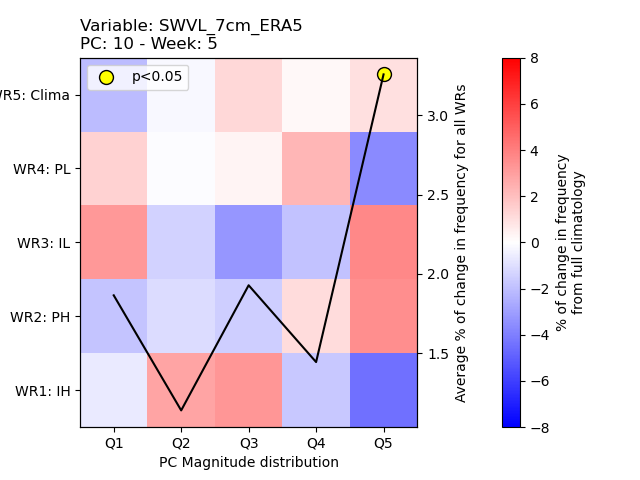 Variable: SWVL_7cm_ERA5
PC: 10 - Week: 5
p<0.05
WR5: Clima
WR4: PL
WR3: IL
WR2: PH
WR1: IH
Q1 Q2 Q3 Q4 Q5
PC Magnitude distribution
3.0
2.5
2.0
1.5
Average % of change in frequency for all WRs
8
6
4
2
0
−2
−4
−6
−8
% of change in frequency
from full climatology